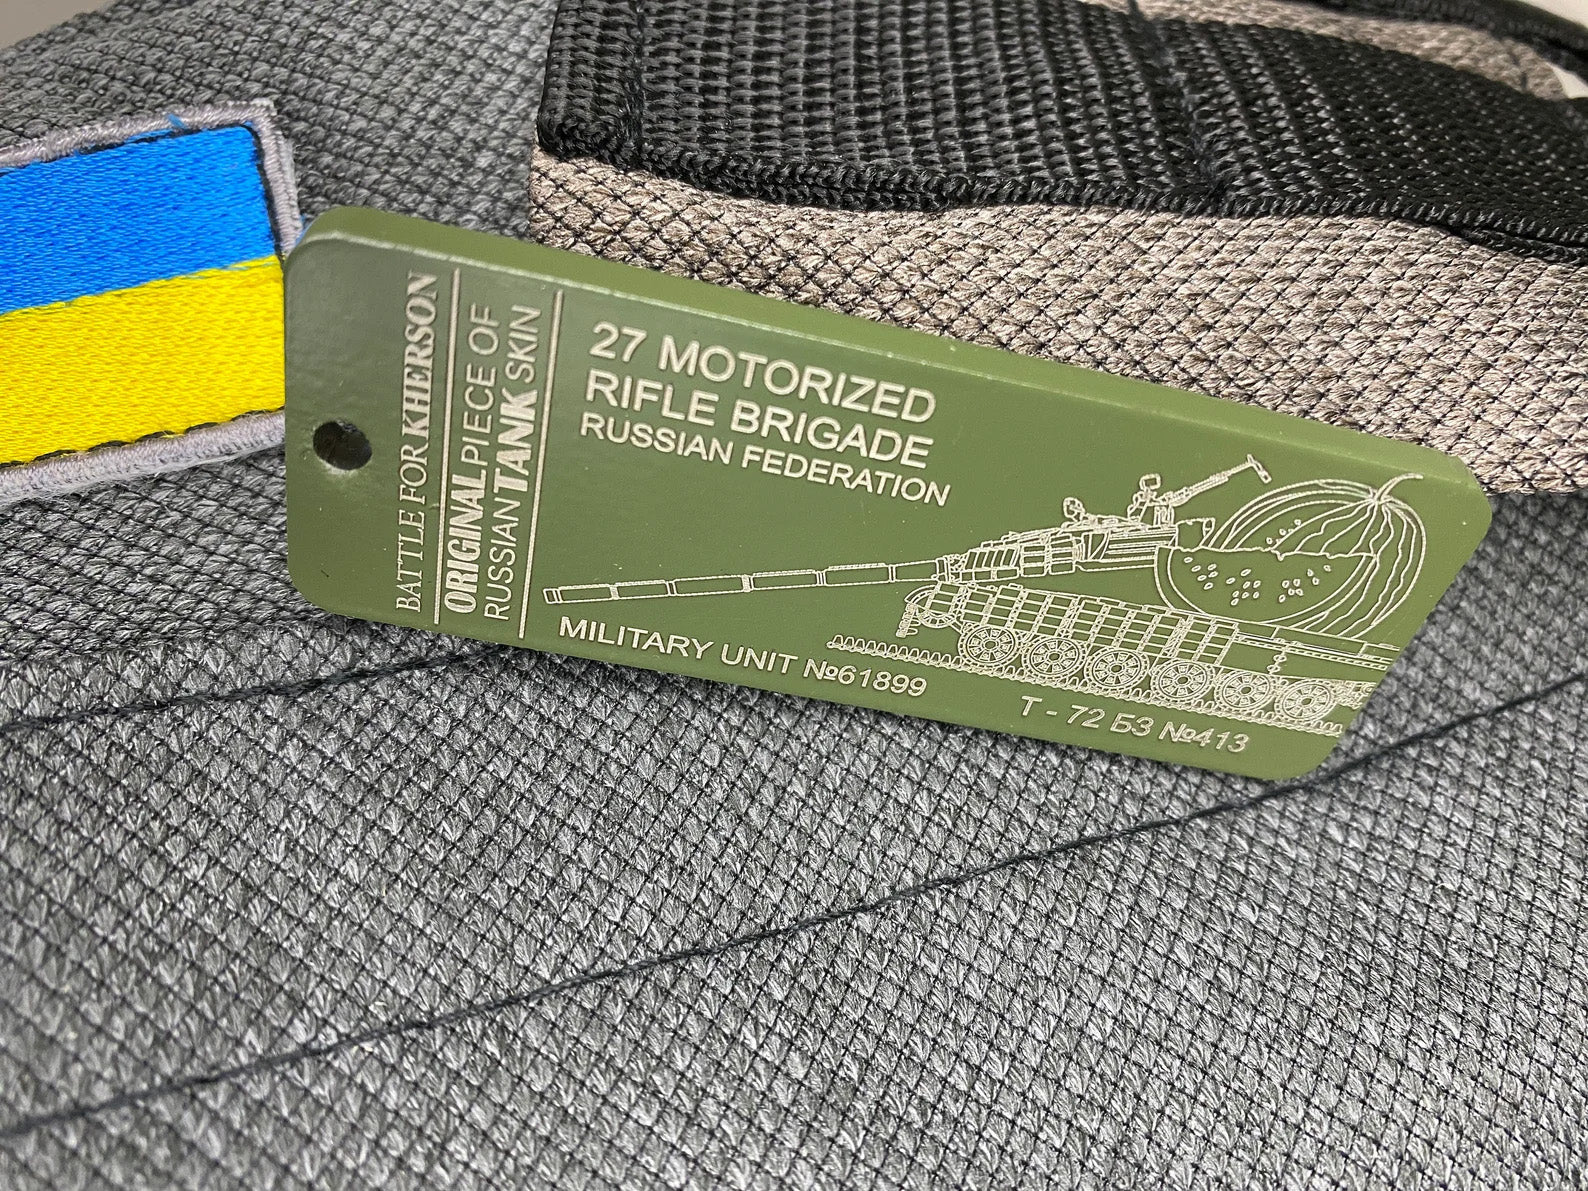 BATTLE FOR KHERSON
ORIGINAL PIECE OF
RUSSIAN TANK SKIN
27 MOTORIZED
RIFLE BRIGADE
RUSSIAN FEDERATION
MILITARY UNIT №61899
T - 72 Б3 №413